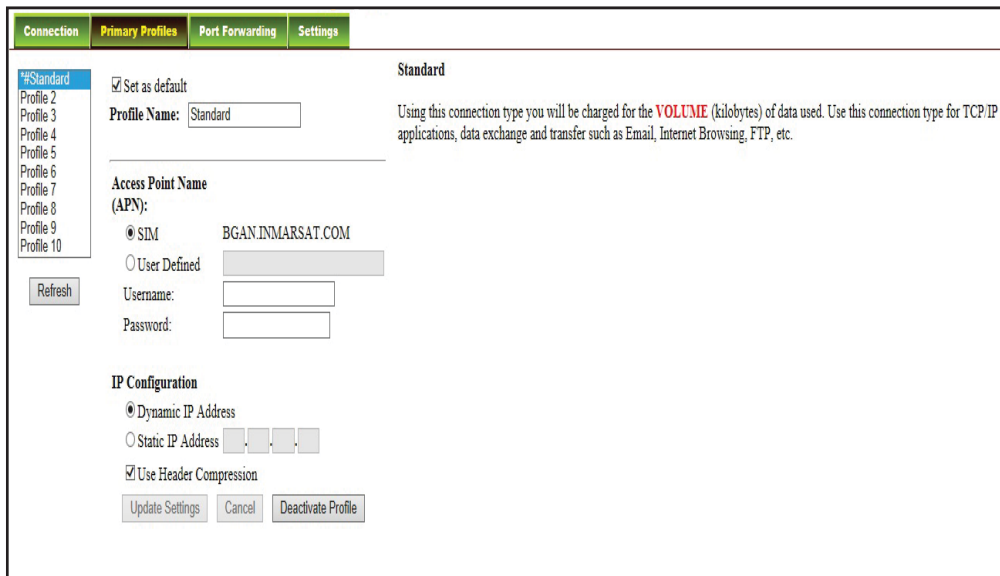 Connection
Primary Profiles
Port Forwarding
Settings
*#Standard
Profile 2
Profile 3
Profile 4
Profile 5
Profile 6
Profile 7
Profile 8
Profile 9
Profile 10
Refresh
Set as default
Profile Name: Standard
Access Point Name
(APN):
SIM BGAN.INMARSAT.COM
User Defined
Username:
Password:
IP Configuration
Dynamic IP Address
Static IP Address . . .
Use Header Compression
Update Settings Cancel Deactivate Profile
Standard
Using this connection type you will be charged for the VOLUME (kilobytes) of data used. Use this connection type for TCP/IP
applications, data exchange and transfer such as Email, Internet Browsing, FTP, etc.